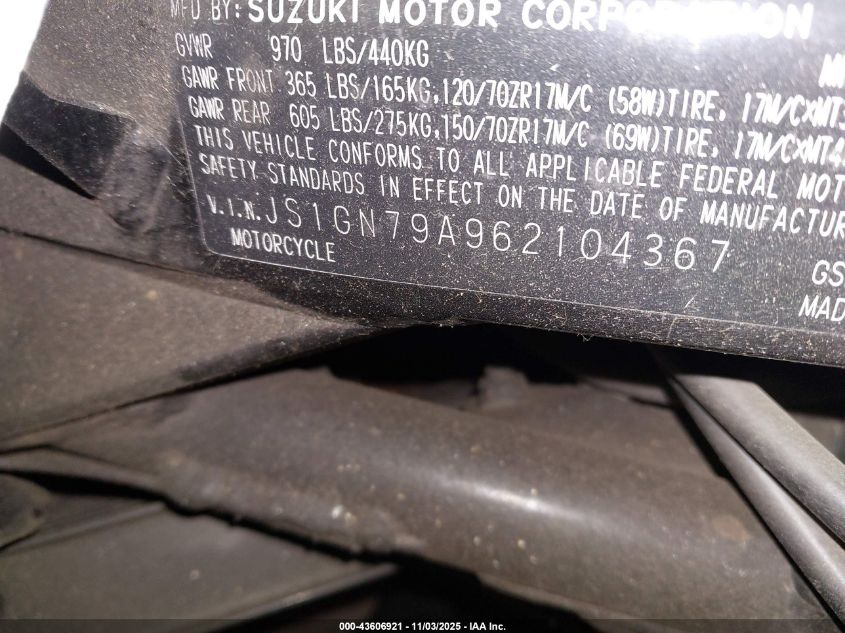 MFD BY: SUZUKI MOTOR CORPORATION
GVWR 970 LBS/440KG
GAWR FRONT 365 LBS/165KG,120/70ZR17M/C (58W)TIRE, 17M/CXMT3
GAWR REAR 605 LBS/275KG,150/70ZR17M/C (69W)TIRE, 17M/CXMT4
THIS VEHICLE CONFORMS TO ALL APPLICABLE FEDERAL MOT
SAFETY STANDARDS IN EFFECT ON THE DATE OF MANUFACTUR
V.I.N. JS1GN79A962104367
MOTORCYCLE GS
MAD
000-43606921 - 11/03/2025 - IAA Inc.